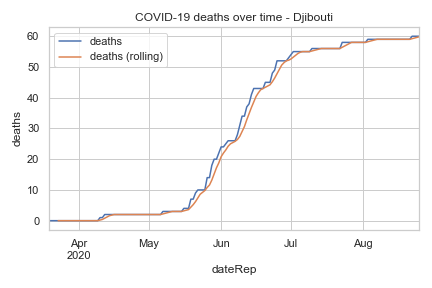 COVID-19 deaths over time - Djibouti
deaths
deaths (rolling)
60
50
40
30
20
10
0
deaths
Apr
2020
May
Jun
Jul
Aug
dateRep